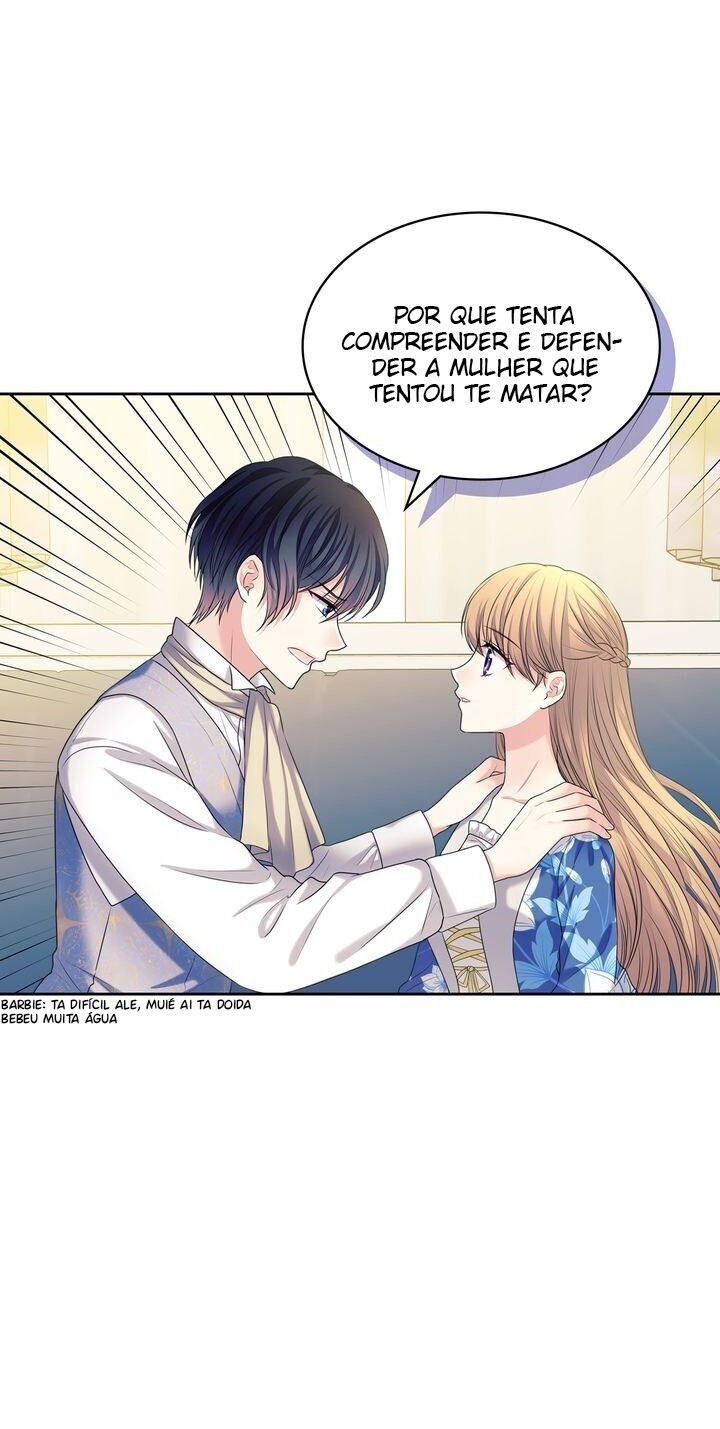 POR QUE TENTA
COMPREENDER E DEFEN-
DER A MULHER QUE
TENTOU TE MATAR?
BARBIE: TA DIFÍCIL ALE, MUIÉ AI TA DOIDA
BEBEU MUITA ÁGUA